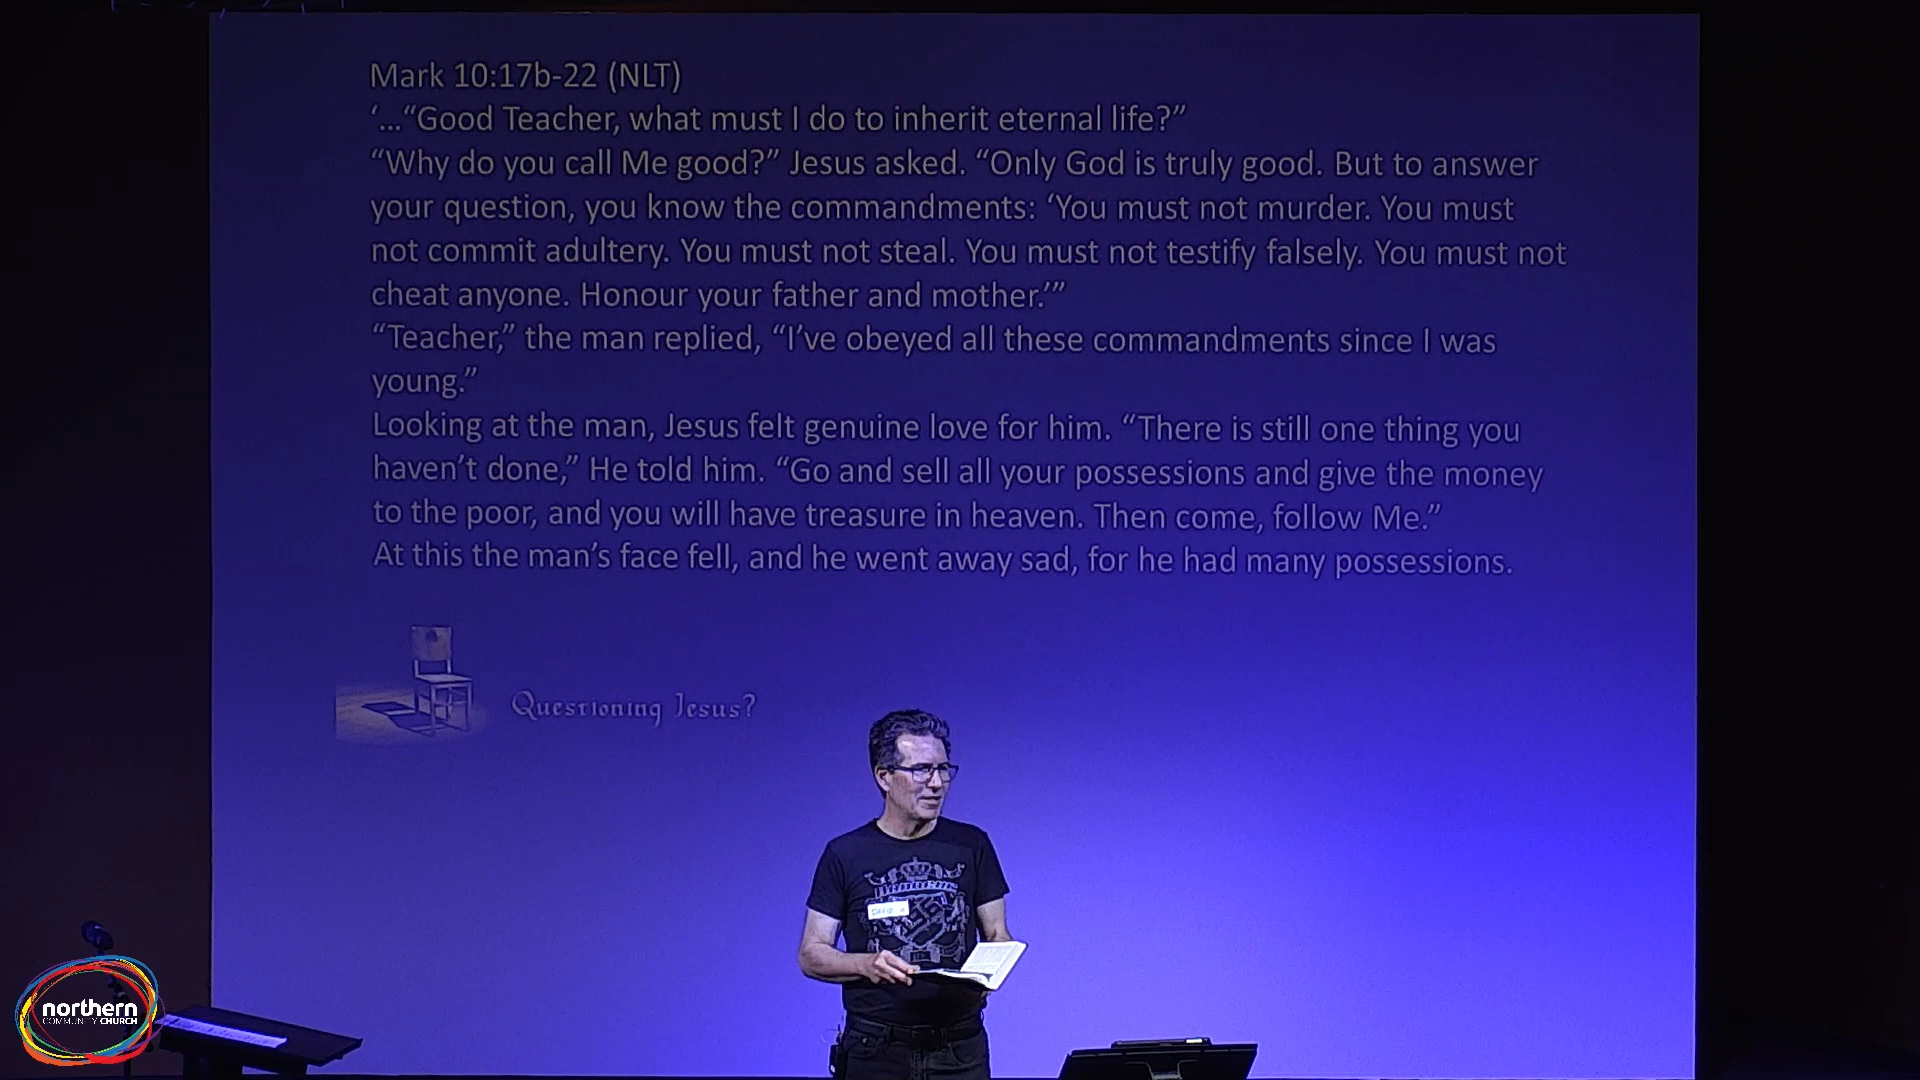 Mark 10:17b-22 (NLT)
‘…“Good Teacher, what must I do to inherit eternal life?”
“Why do you call Me good?” Jesus asked. “Only God is truly good. But to answer
your question, you know the commandments: ‘You must not murder. You must
not commit adultery. You must not steal. You must not testify falsely. You must not
cheat anyone. Honour your father and mother.’”
“Teacher,” the man replied, “I’ve obeyed all these commandments since I was
young.”
Looking at the man, Jesus felt genuine love for him. “There is still one thing you
haven’t done,” He told him. “Go and sell all your possessions and give the money
to the poor, and you will have treasure in heaven. Then come, follow Me.”
At this the man’s face fell, and he went away sad, for he had many possessions.
Questioning Jesus?
northern
COMMUNITY CHURCH